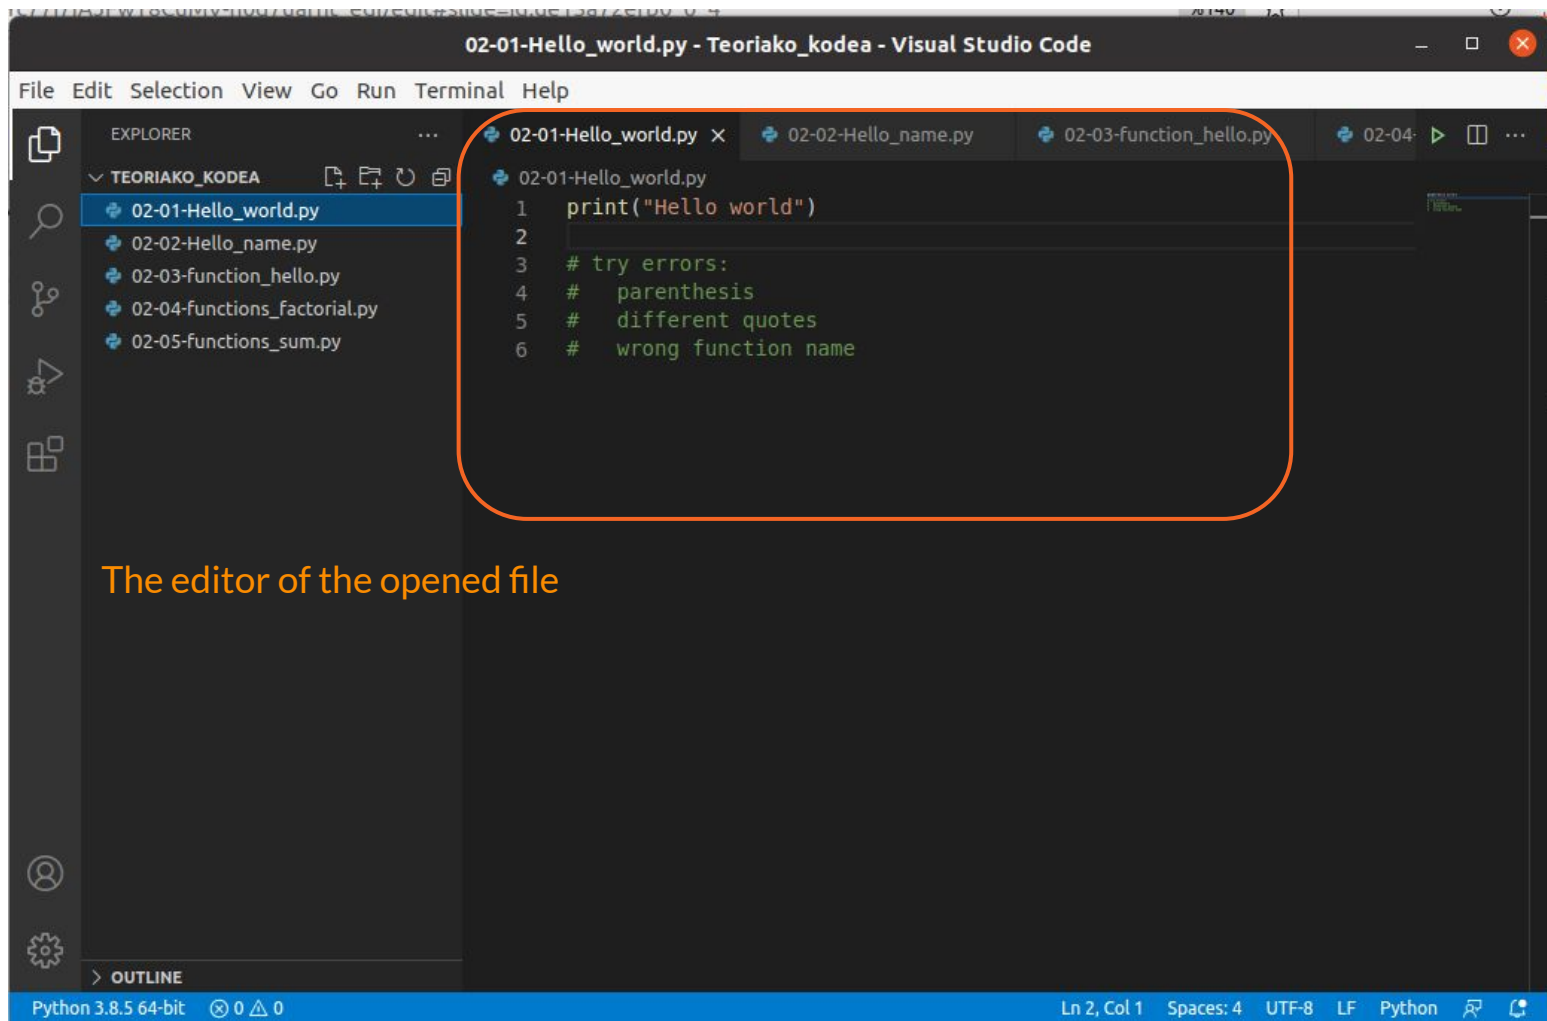 %140
02-01-Hello_world.py - Teoriako_kodea - Visual Studio Code
File Edit Selection View Go Run Terminal Help
EXPLORER
02-01-Hello_world.py 02-02-Hello_name.py 02-03-function_hello.py 02-04-
TEORIAKO_KODEA
02-01-Hello_world.py
02-02-Hello_name.py
02-03-function_hello.py
02-04-functions_factorial.py
02-05-functions_sum.py
02-01-Hello_world.py
1 print("Hello world")
2
3 # try errors:
4 #   parenthesis
5 #   different quotes
6 #   wrong function name
The editor of the opened file
OUTLINE
Python 3.8.5 64-bit 0 0 Ln 2, Col 1 Spaces: 4 UTF-8 LF Python